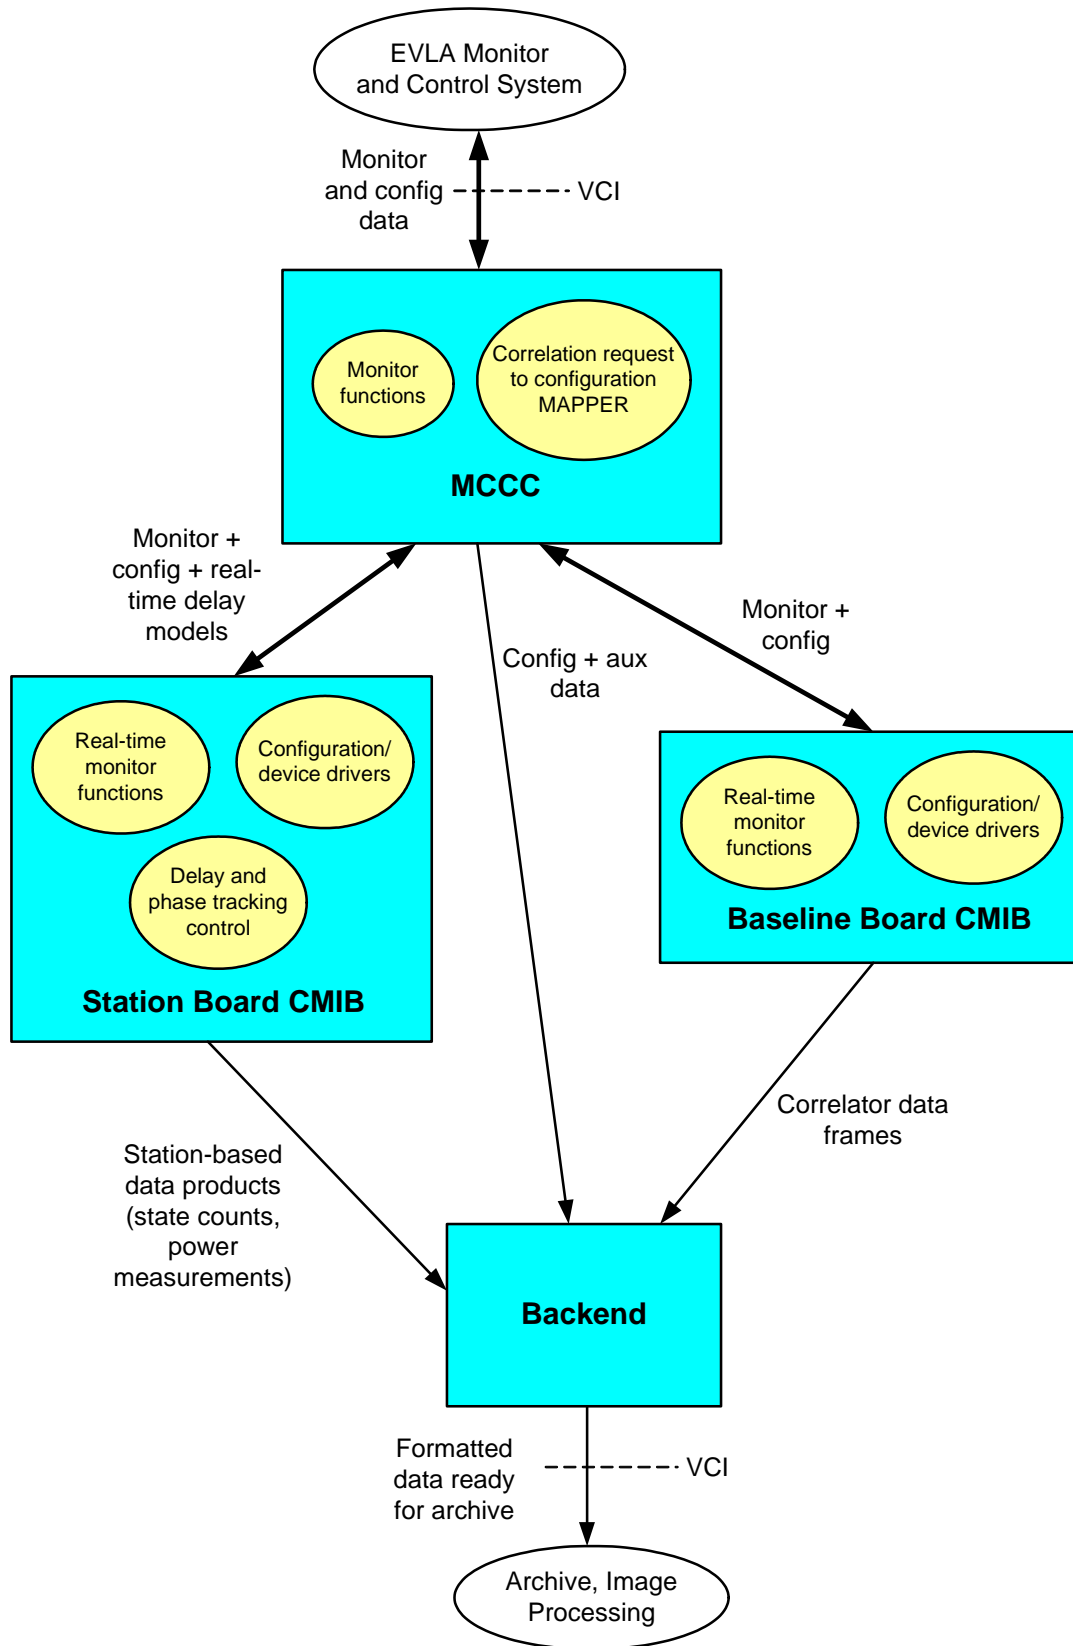 EVLA Monitor
and Control System
Monitor
and config
data
VCI
Monitor
functions
Correlation request
to configuration
MAPPER
MCCC
Monitor +
config + real-
time delay
models
Config + aux
data
Monitor +
config
Real-time
monitor
functions
Configuration/
device drivers
Delay and
phase tracking
control
Station Board CMIB
Real-time
monitor
functions
Configuration/
device drivers
Baseline Board CMIB
Station-based
data products
(state counts,
power
measurements)
Correlator data
frames
Backend
Formatted
data ready
for archive
VCI
Archive, Image
Processing